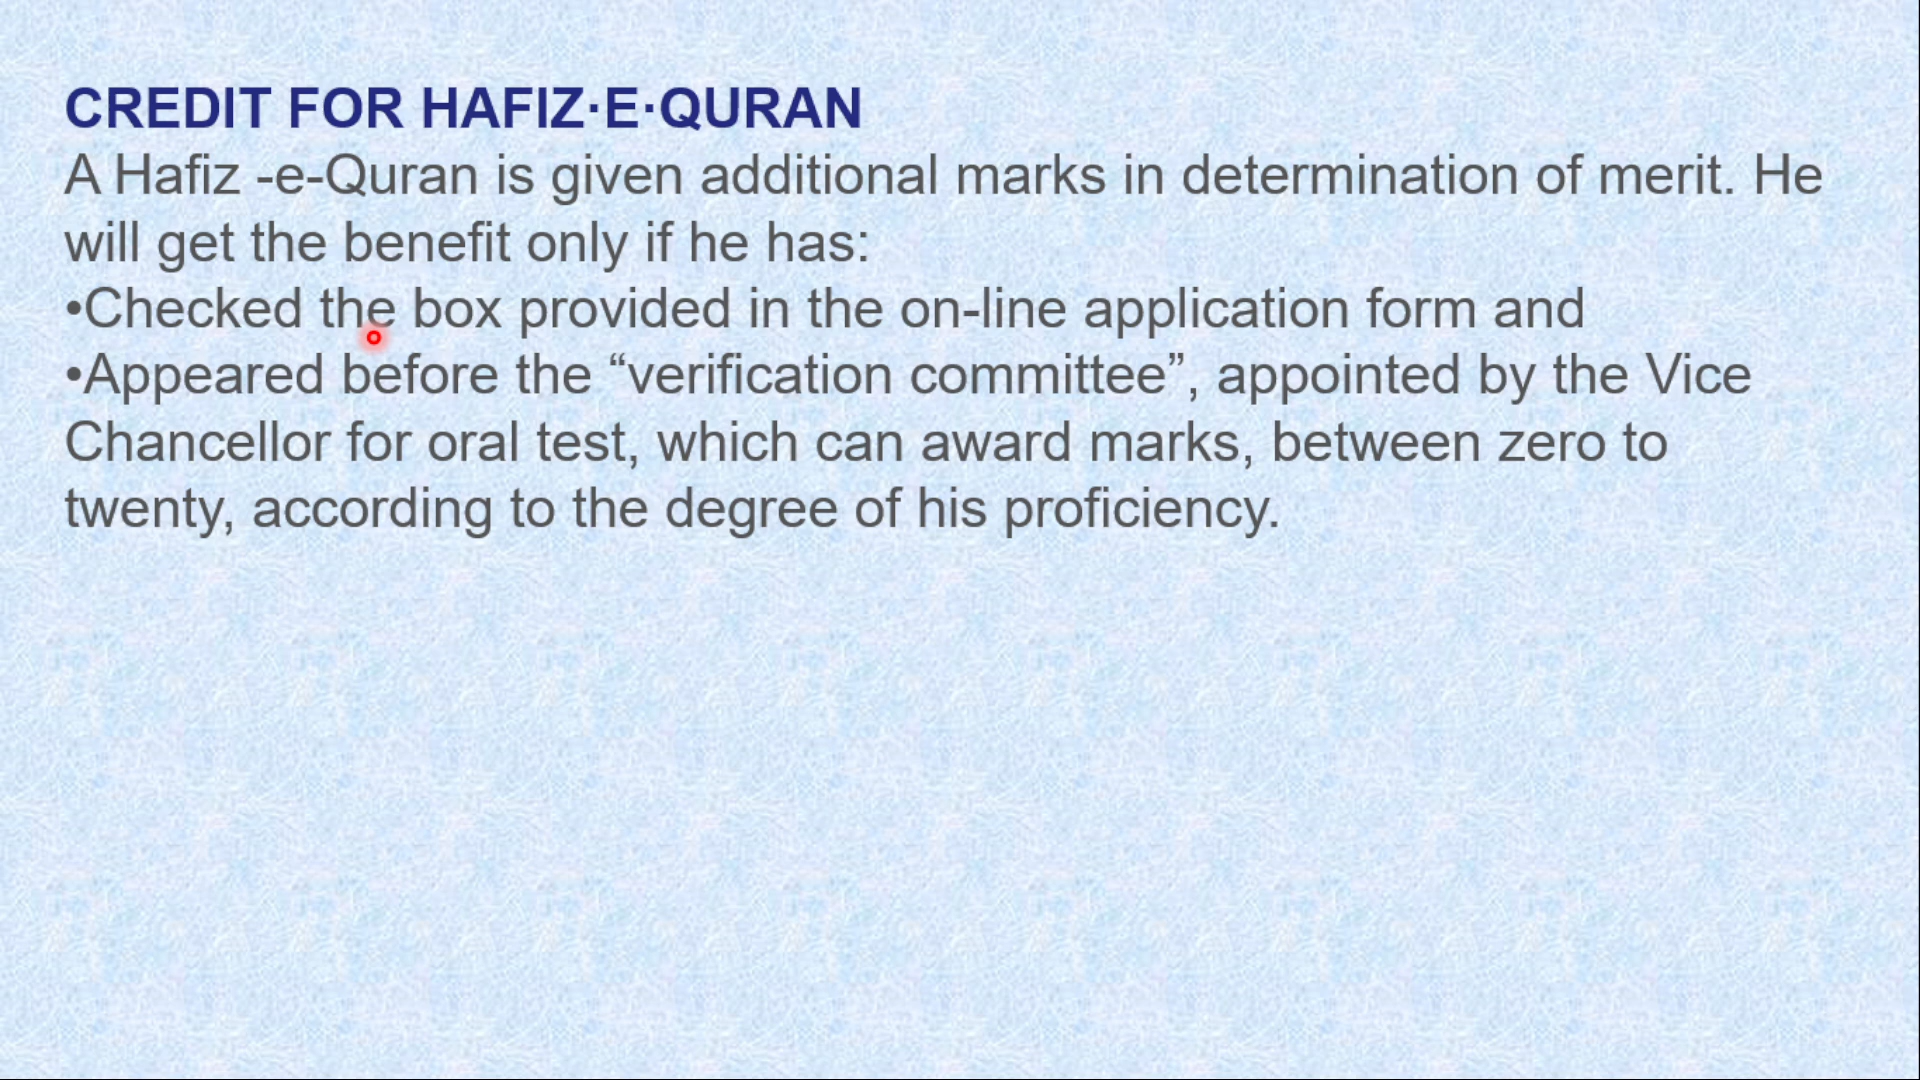 CREDIT FOR HAFIZ·E·QURAN
A Hafiz -e-Quran is given additional marks in determination of merit. He
will get the benefit only if he has:
•Checked the box provided in the on-line application form and
•Appeared before the “verification committee”, appointed by the Vice
Chancellor for oral test, which can award marks, between zero to
twenty, according to the degree of his proficiency.